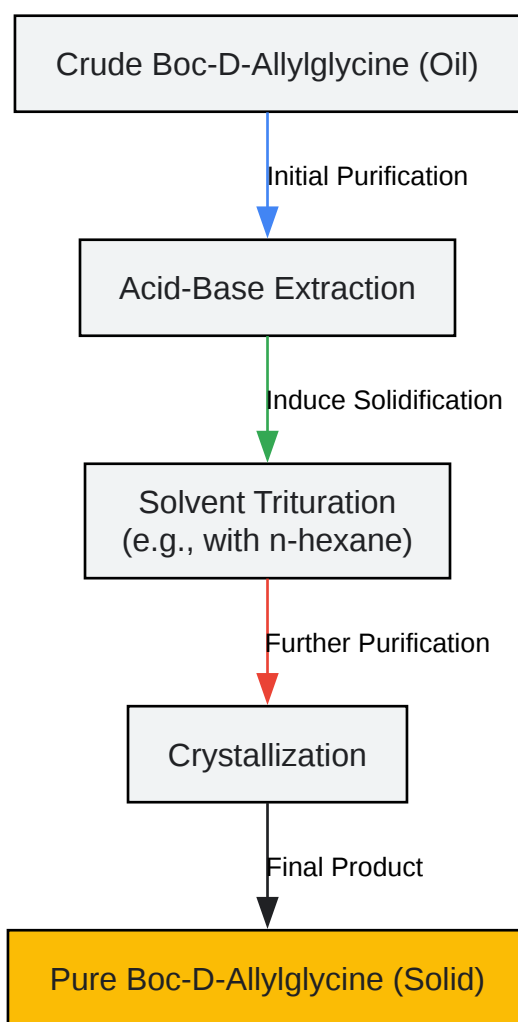 Crude Boc-D-Allylglycine (Oil)
Initial Purification
Acid-Base Extraction
Induce Solidification
Solvent Trituration
(e.g., with n-hexane)
Further Purification
Crystallization
Final Product
Pure Boc-D-Allylglycine (Solid)